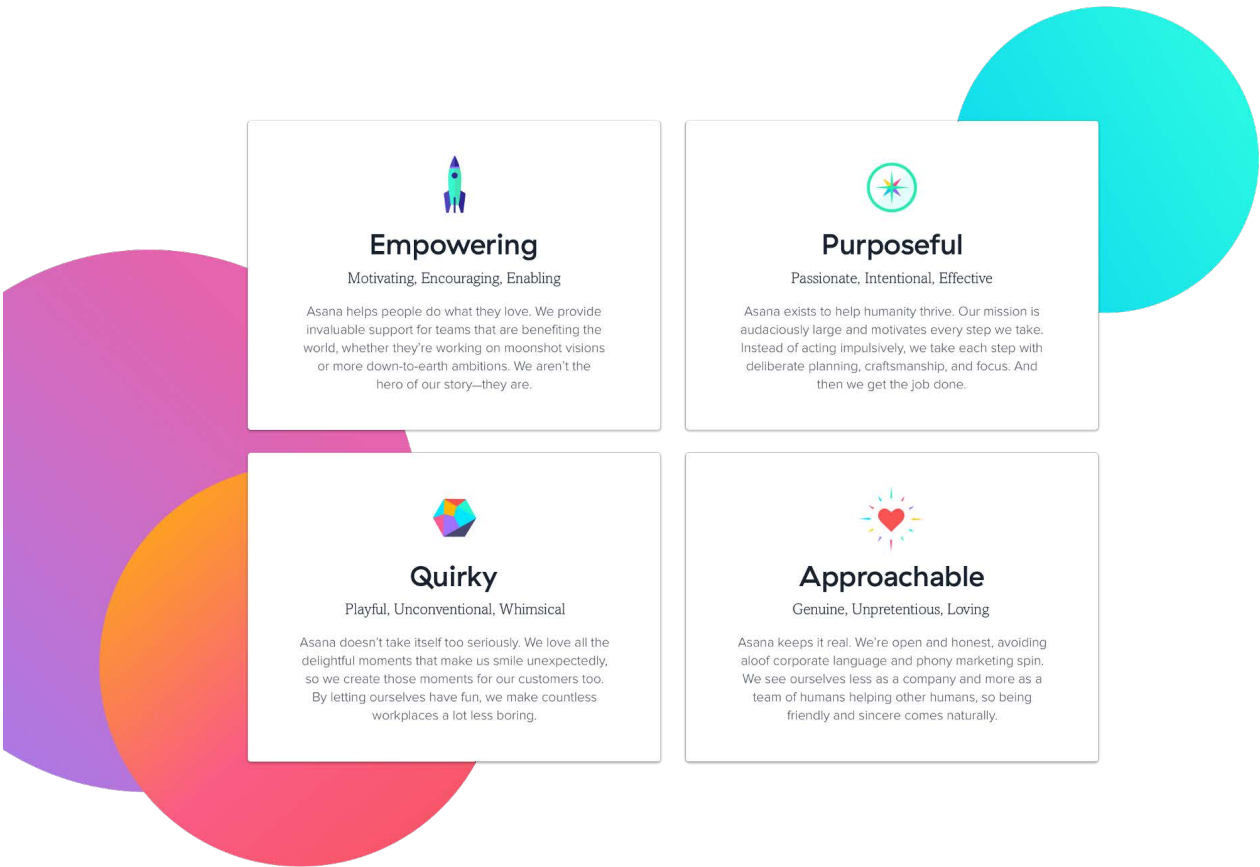 Empowering
Motivating, Encouraging, Enabling
Asana helps people do what they love. We provide
invaluable support for teams that are benefiting the
world, whether they're working on moonshot visions
or more down-to-earth ambitions. We aren't the
hero of our story—they are.
Purposeful
Passionate, Intentional, Effective
Asana exists to help humanity thrive. Our mission is
audaciously large and motivates every step we take.
Instead of acting impulsively, we take each step with
deliberate planning, craftsmanship, and focus. And
then we get the job done.
Quirky
Playful, Unconventional, Whimsical
Asana doesn't take itself too seriously. We love all the
delightful moments that make us smile unexpectedly,
so we create those moments for our customers too.
By letting ourselves have fun, we make countless
workplaces a lot less boring.
Approachable
Genuine, Unpretentious, Loving
Asana keeps it real. We're open and honest, avoiding
aloof corporate language and phony marketing spin.
We see ourselves less as a company and more as a
team of humans helping other humans, so being
friendly and sincere comes naturally.